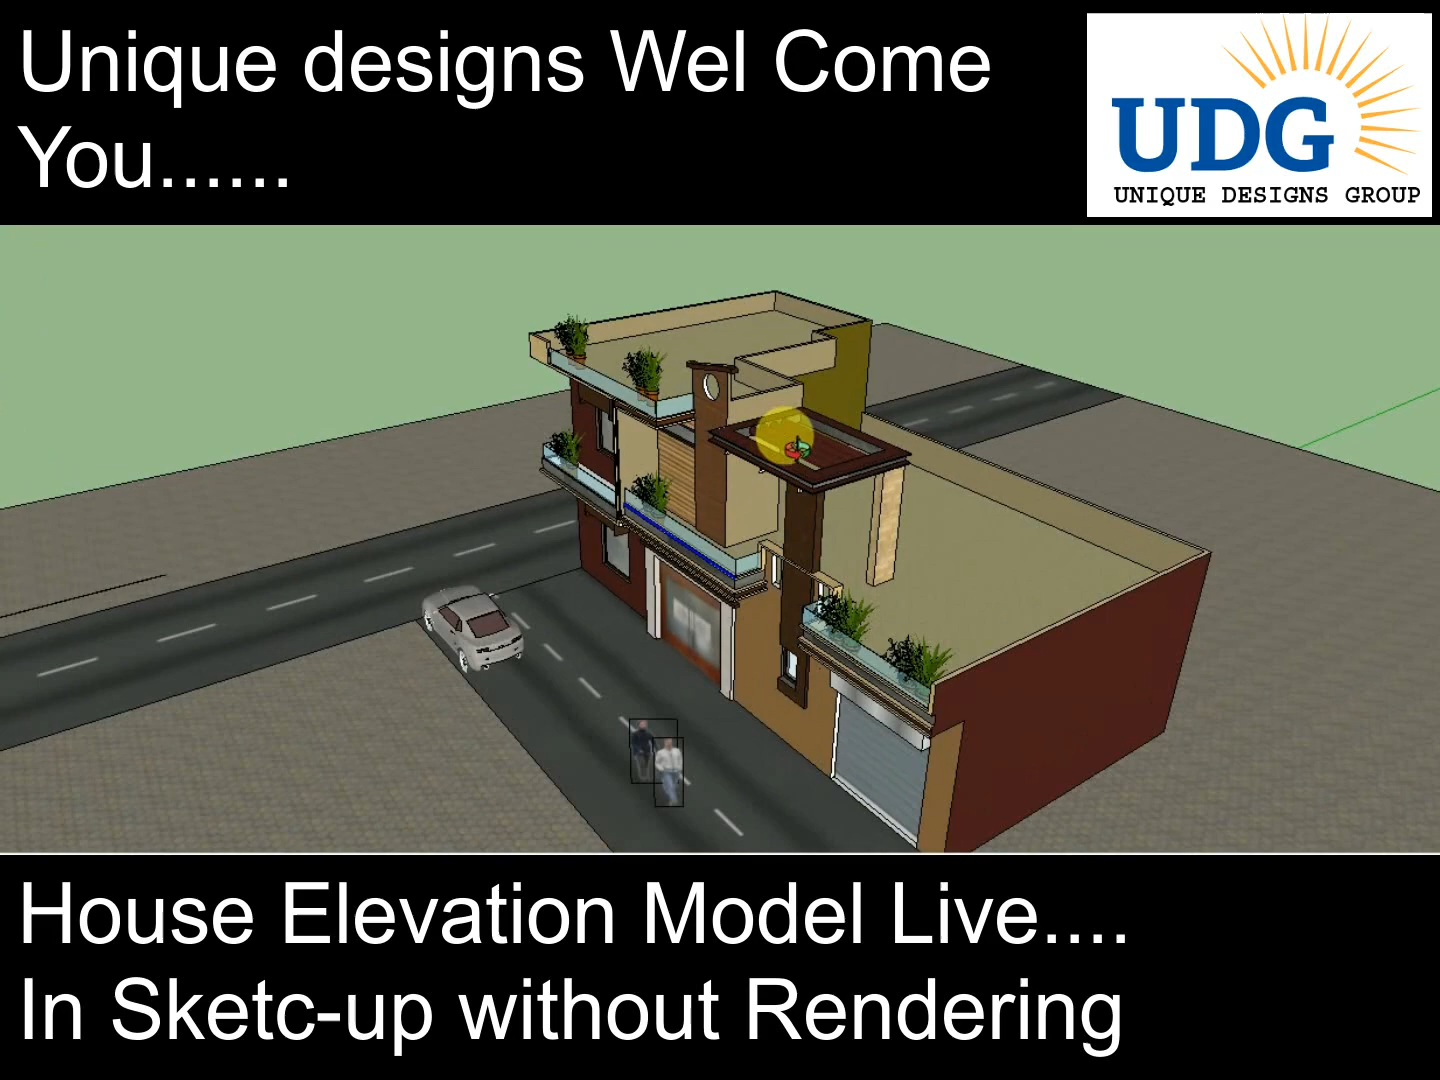 Unique designs Wel Come
You......
UDG
UNIQUE DESIGNS GROUP
House Elevation Model Live....
In Sketc-up without Rendering